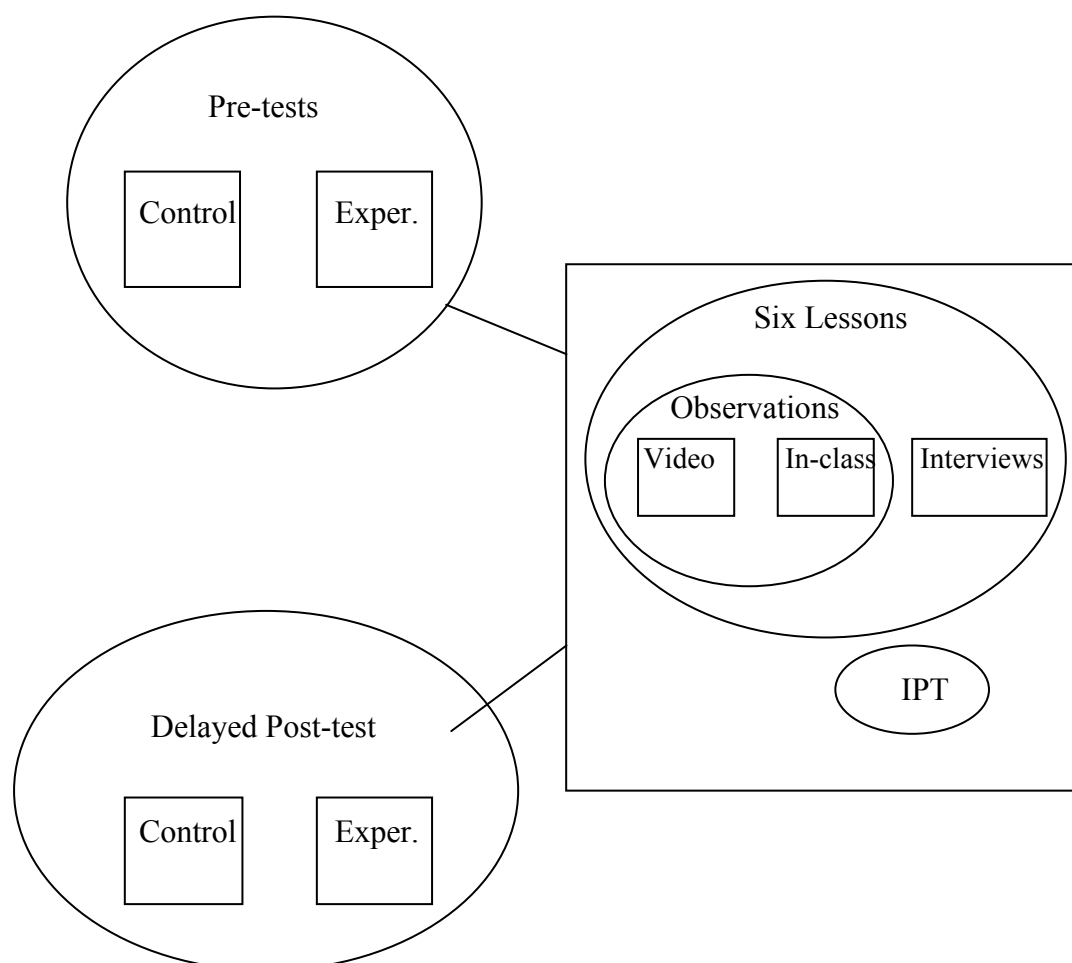 Pre-tests
Control
Exper.
Six Lessons
Observations
Video
In-class
Interviews
IPT
Delayed Post-test
Control
Exper.